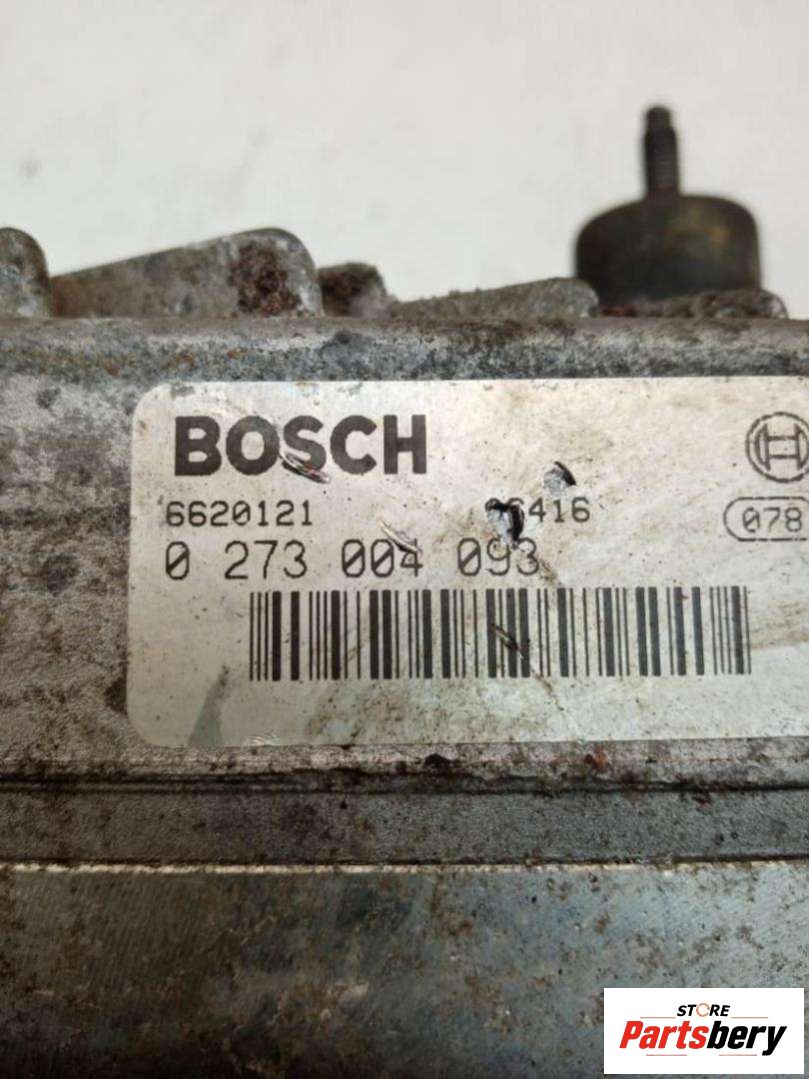 BOSCH
6620121
0 273 004 093
078
STORE
Partsbery